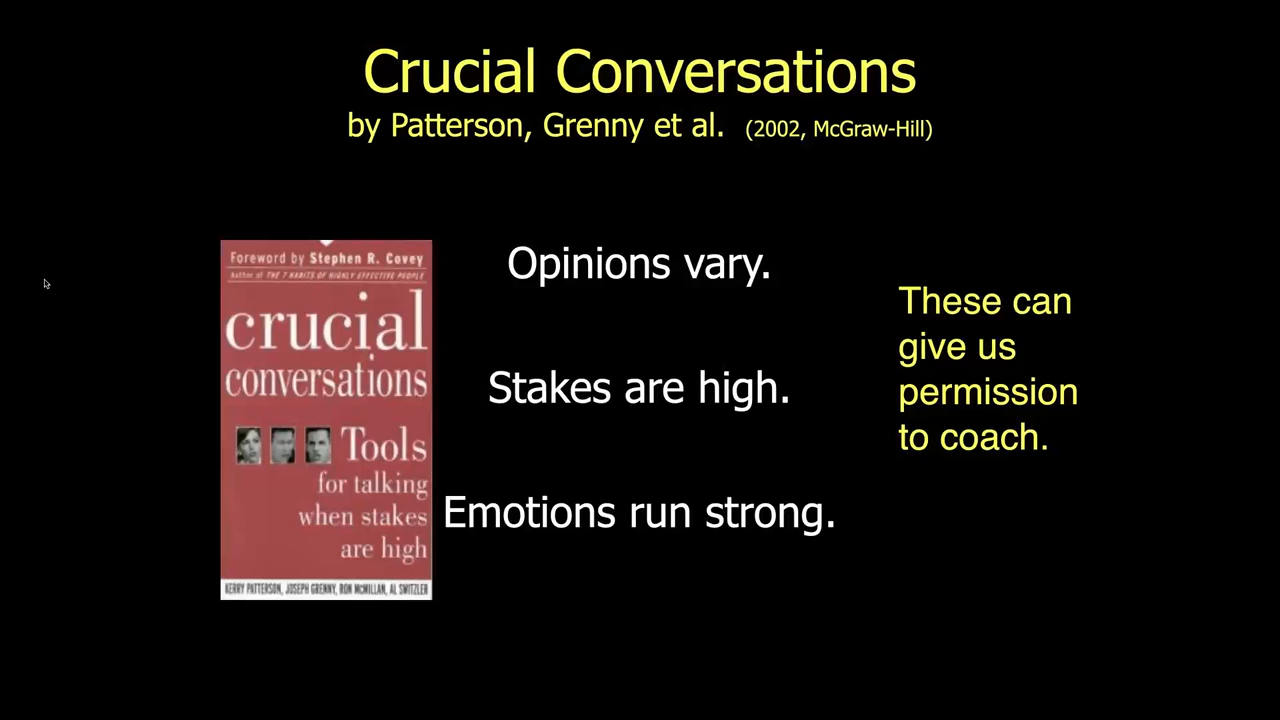 Crucial Conversations
by Patterson, Grenny et al. (2002, McGraw-Hill)
Foreword by Stephen R. Covey
author of THE 7 HABITS OF HIGHLY EFFECTIVE PEOPLE
crucial
conversations
Tools
for talking
when stakes
are high
KERRY PATTERSON, JOSEPH GRENNY, RON McMILLAN, AL SWITZLER
Opinions vary.
Stakes are high.
Emotions run strong.
These can
give us
permission
to coach.